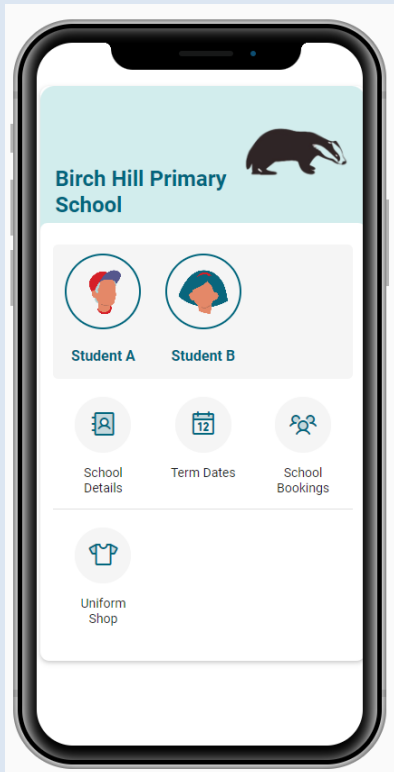 Birch Hill Primary
School
Student A
Student B
School
Details
Term Dates
School
Bookings
12
Uniform
Shop